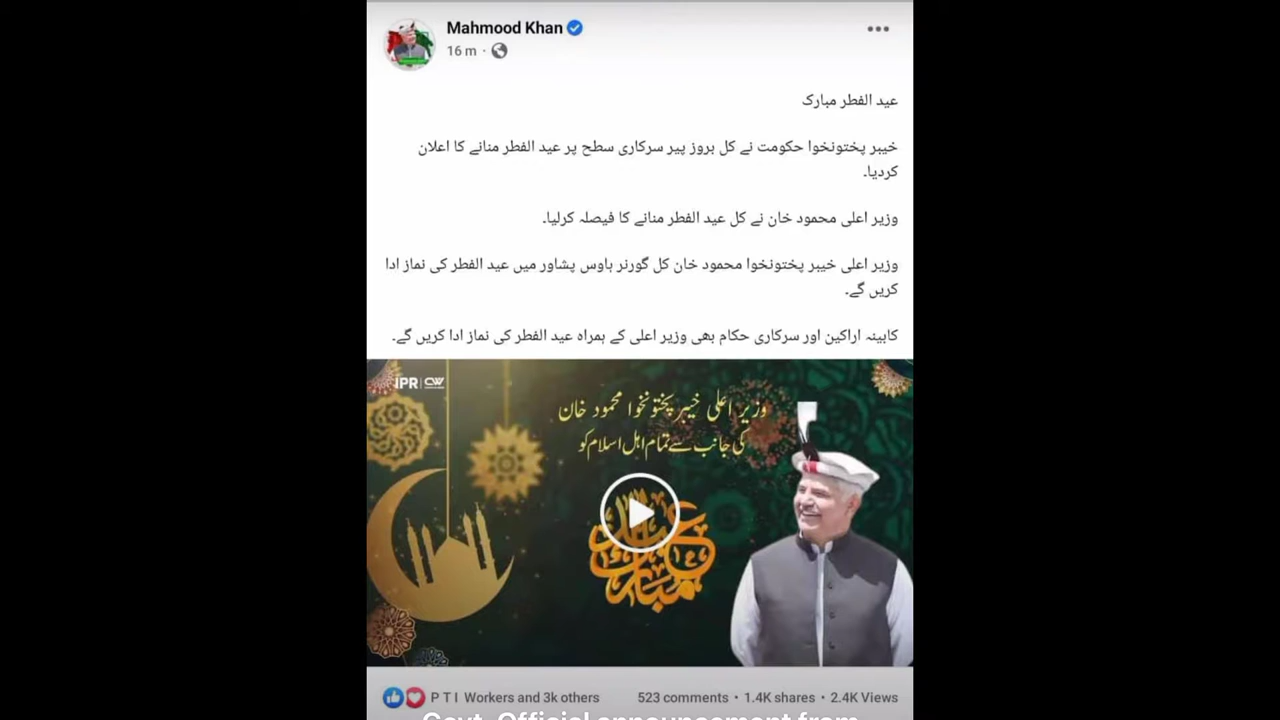 Mahmood Khan
16 m ·
عید الفطر مبارک
خیبر پختونخوا حکومت نے کل بروز پیر سرکاری سطح پر عید الفطر منانے کا اعلان
کردیا۔
وزیر اعلی محمود خان نے کل عید الفطر منانے کا فیصلہ کرلیا۔
وزیر اعلی خیبر پختونخوا محمود خان کل گورنر ہاوس پشاور میں عید الفطر کی نماز ادا
کریں گے۔
کابینہ اراکین اور سرکاری حکام بھی وزیر اعلی کے ہمراہ عید الفطر کی نماز ادا کریں گے۔
IPR | CW
وزیر اعلیٰ خیبر پختونخوا محمود خان
کی جانب سے تمام اہل اسلام کو
عید مبارک
P T I Workers and 3k others 523 comments • 1.4K shares • 2.4K Views
Govt. Official announcement from